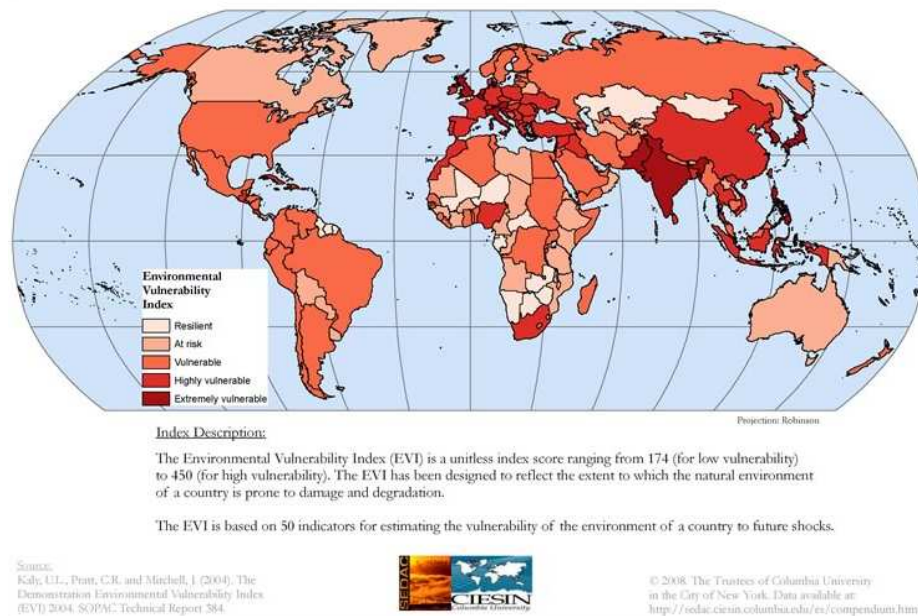 Environmental
Vulnerability
Index
Resilient
At risk
Vulnerable
Highly vulnerable
Extremely vulnerable
Projection: Robinson
Index Description:
The Environmental Vulnerability Index (EVI) is a unitless index score ranging from 174 (for low vulnerability)
to 450 (for high vulnerability). The EVI has been designed to reflect the extent to which the natural environment
of a country is prone to damage and degradation.
The EVI is based on 50 indicators for estimating the vulnerability of the environment of a country to future shocks.
Source:
Kaly, U.L., Pratt, C.R. and Mitchell, J. (2004). The
Demonstration Environmental Vulnerability Index
(EVI) 2004. SOPAC Technical Report 384.
SEDAC
CIESIN
Columbia University
© 2008. The Trustees of Columbia University
in the City of New York. Data available at:
http://sedac.ciesin.columbia.edu/es/compendium.html